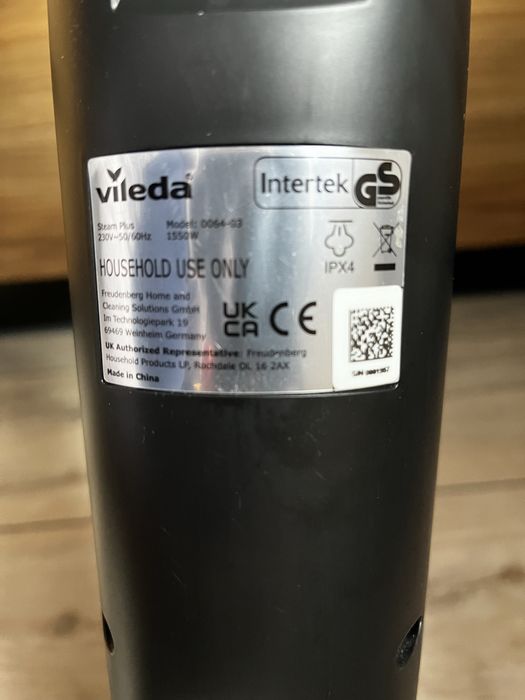 vileda
Intertek GS
Steam Plus Model: 0064-03
230V~50/60Hz 1550W
HOUSEHOLD USE ONLY
IPX4
Freudenberg Home and
Cleaning Solutions GmbH
Im Technologiepark 19
69469 Weinheim Germany
UK
CA CE
UK Authorized Representative: Freudenberg
Household Products LP, Rochdale OL 16 2AX
Made in China
S/N 0001357